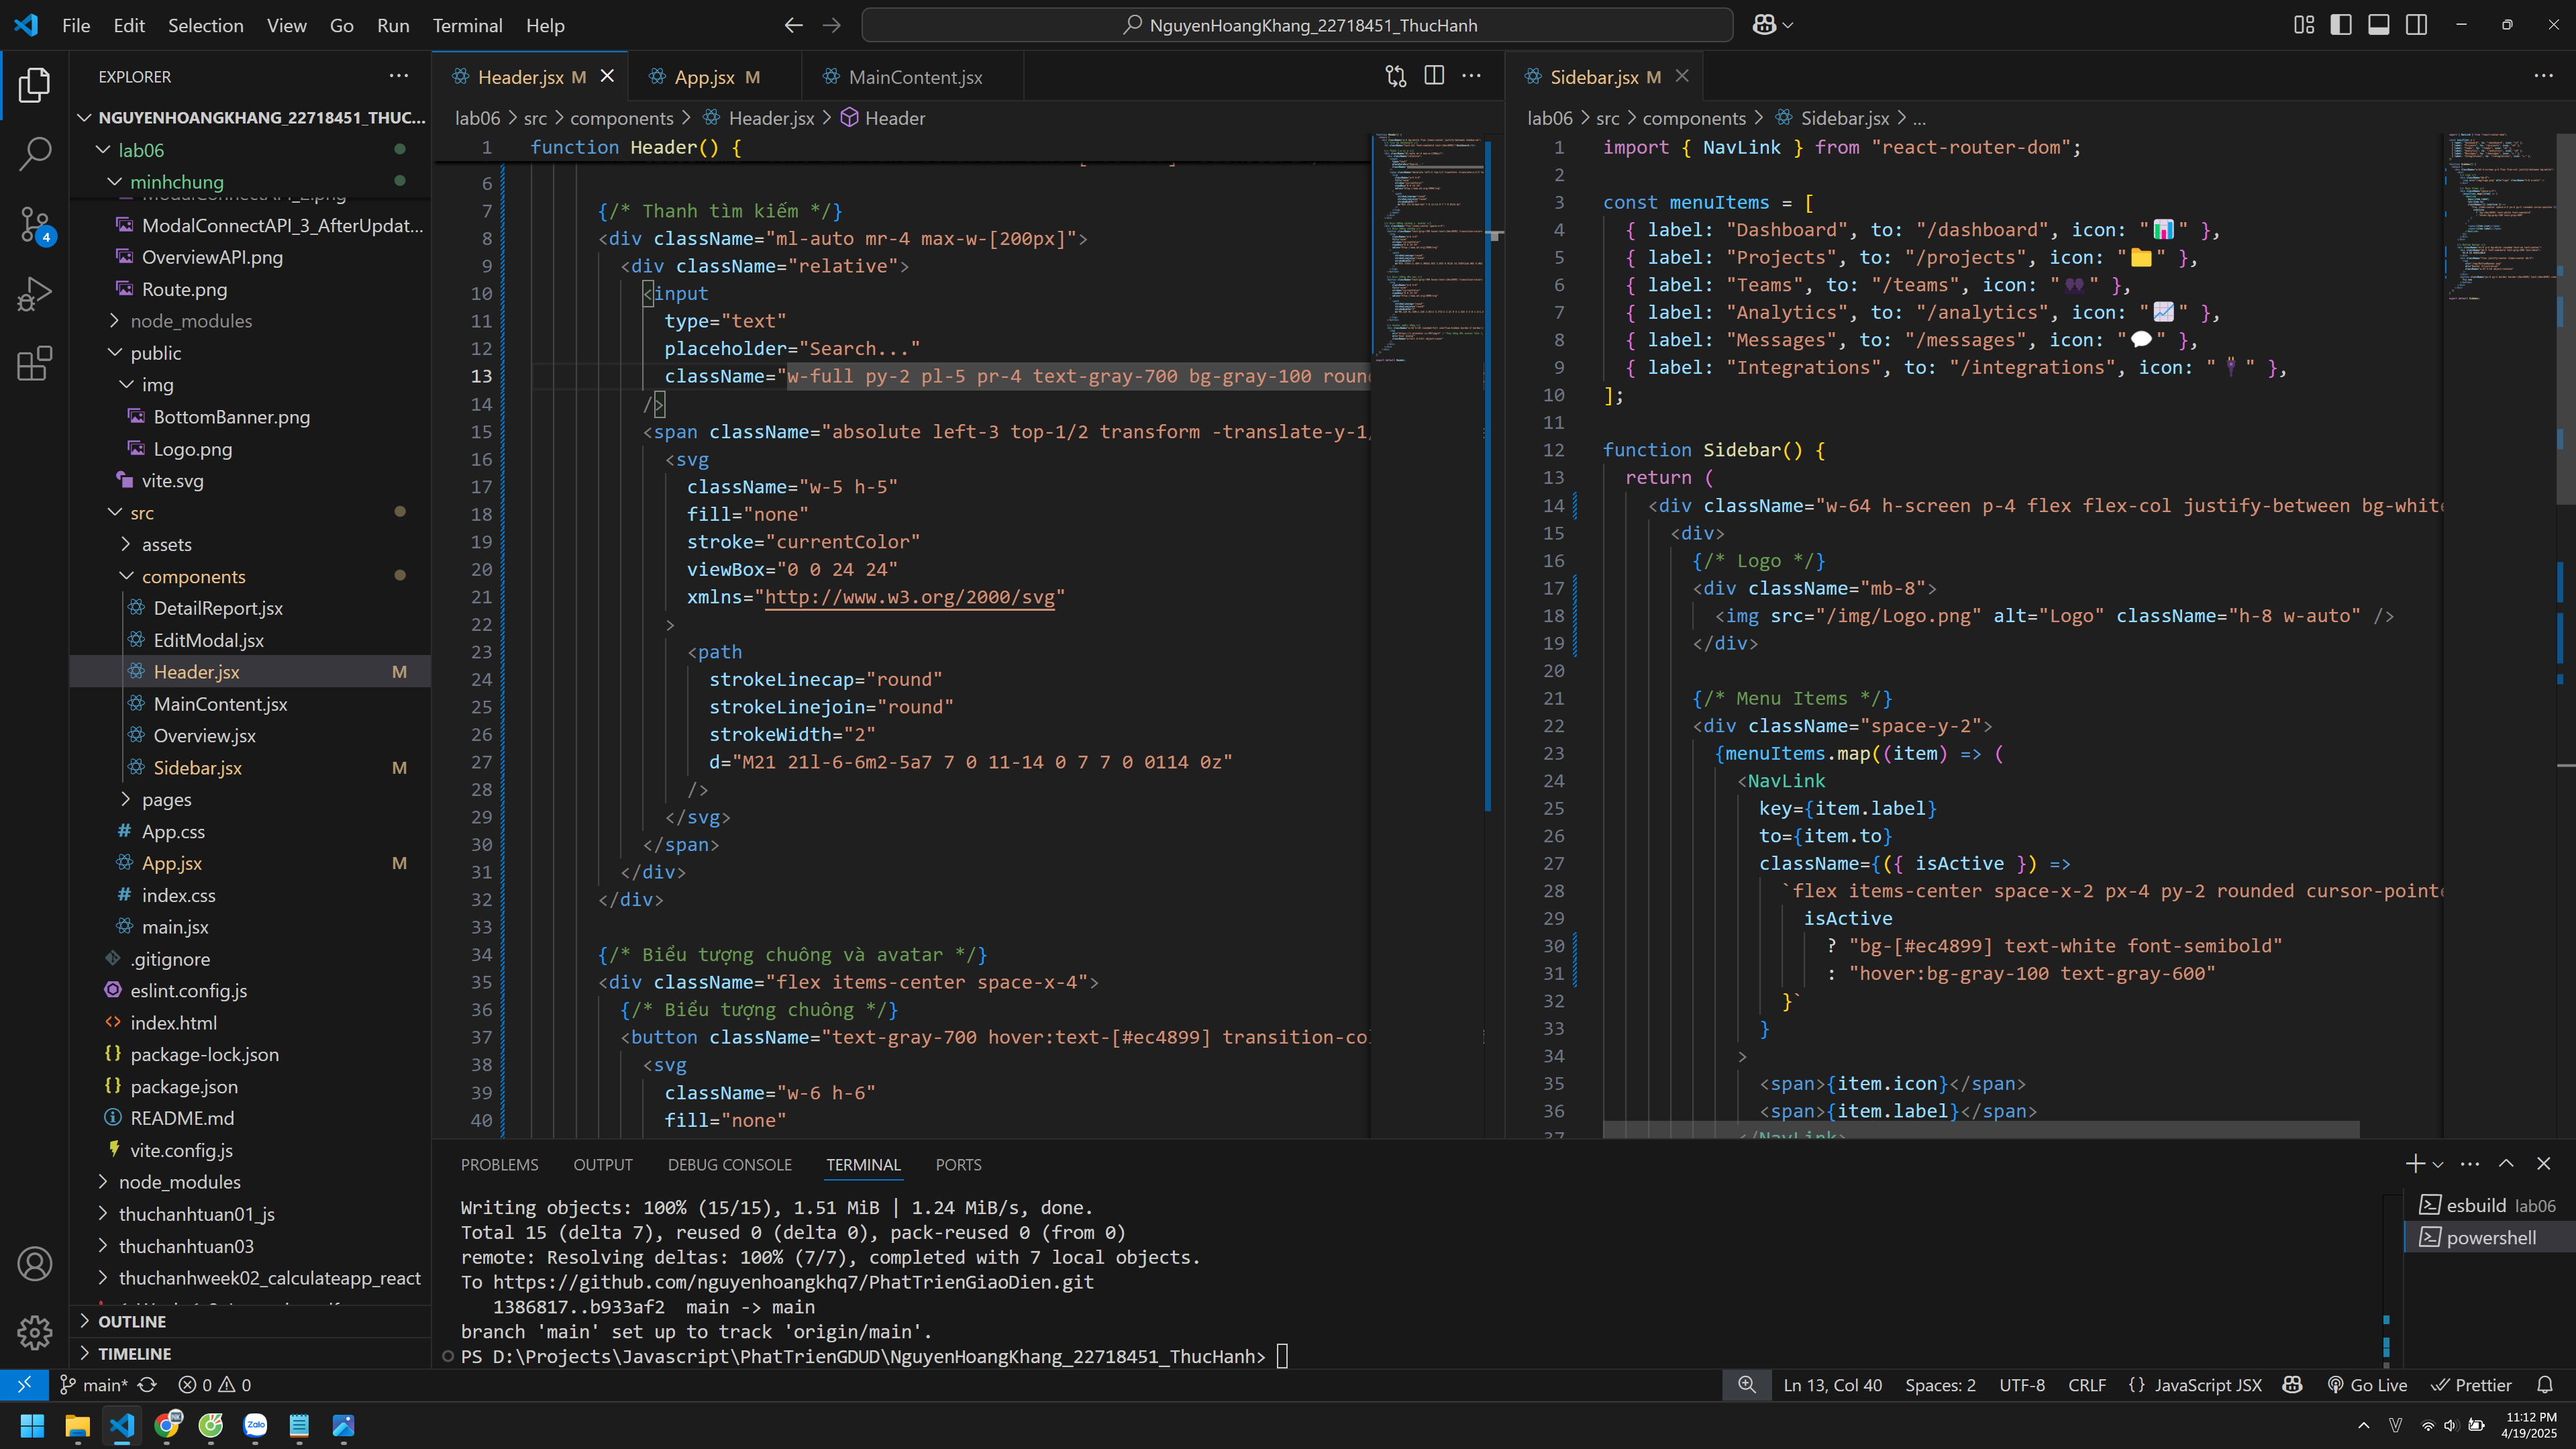 File Edit Selection View Go Run Terminal Help
NguyenHoangKhang_22718451_ThucHanh
EXPLORER
NGUYENHOANGKHANG_22718451_THUC...
lab06
minhchung
ModalConnectAPI_2.png
ModalConnectAPI_3_AfterUpdat...
OverviewAPI.png
Route.png
node_modules
public
img
BottomBanner.png
Logo.png
vite.svg
src
assets
components
DetailReport.jsx
EditModal.jsx
Header.jsx M
MainContent.jsx
Overview.jsx
Sidebar.jsx M
pages
App.css
App.jsx M
index.css
main.jsx
.gitignore
eslint.config.js
index.html
package-lock.json
package.json
README.md
vite.config.js
node_modules
thuchanhtuan01_js
thuchanhtuan03
thuchanhweek02_calculateapp_react
OUTLINE
TIMELINE
4
Header.jsx M App.jsx M MainContent.jsx
lab06 > src > components > Header.jsx > Header
1 function Header() {
6
7 {/* Thanh tìm kiếm */}
8 <div className="ml-auto mr-4 max-w-[200px]">
9 <div className="relative">
10 <input
11 type="text"
12 placeholder="Search..."
13 className="w-full py-2 pl-5 pr-4 text-gray-700 bg-gray-100 roun
14 />
15 <span className="absolute left-3 top-1/2 transform -translate-y-1/
16 <svg
17 className="w-5 h-5"
18 fill="none"
19 stroke="currentColor"
20 viewBox="0 0 24 24"
21 xmlns="http://www.w3.org/2000/svg"
22 >
23 <path
24 strokeLinecap="round"
25 strokeLinejoin="round"
26 strokeWidth="2"
27 d="M21 21l-6-6m2-5a7 7 0 11-14 0 7 7 0 0114 0z"
28 />
29 </svg>
30 </span>
31 </div>
32 </div>
33
34 {/* Biểu tượng chuông và avatar */}
35 <div className="flex items-center space-x-4">
36 {/* Biểu tượng chuông */}
37 <button className="text-gray-700 hover:text-[#ec4899] transition-co
38 <svg
39 className="w-6 h-6"
40 fill="none"
Sidebar.jsx M
lab06 > src > components > Sidebar.jsx > ...
1 import { NavLink } from "react-router-dom";
2
3 const menuItems = [
4 { label: "Dashboard", to: "/dashboard", icon: "📊" },
5 { label: "Projects", to: "/projects", icon: "📁" },
6 { label: "Teams", to: "/teams", icon: "👥" },
7 { label: "Analytics", to: "/analytics", icon: "📈" },
8 { label: "Messages", to: "/messages", icon: "💬" },
9 { label: "Integrations", to: "/integrations", icon: "🔌" },
10 ];
11
12 function Sidebar() {
13 return (
14 <div className="w-64 h-screen p-4 flex flex-col justify-between bg-white
15 <div>
16 {/* Logo */}
17 <div className="mb-8">
18 <img src="/img/Logo.png" alt="Logo" className="h-8 w-auto" />
19 </div>
20
21 {/* Menu Items */}
22 <div className="space-y-2">
23 {menuItems.map((item) => (
24 <NavLink
25 key={item.label}
26 to={item.to}
27 className={({ isActive }) =>
28 `flex items-center space-x-2 px-4 py-2 rounded cursor-pointe
29 isActive
30 ? "bg-[#ec4899] text-white font-semibold"
31 : "hover:bg-gray-100 text-gray-600"
32 }`
33 }
34 >
35 <span>{item.icon}</span>
36 <span>{item.label}</span>
37 </NavLink>
PROBLEMS OUTPUT DEBUG CONSOLE TERMINAL PORTS
Writing objects: 100% (15/15), 1.51 MiB | 1.24 MiB/s, done.
Total 15 (delta 7), reused 0 (delta 0), pack-reused 0 (from 0)
remote: Resolving deltas: 100% (7/7), completed with 7 local objects.
To https://github.com/nguyenhoangkhq7/PhatTrienGiaoDien.git
1386817..b933af2 main -> main
branch 'main' set up to track 'origin/main'.
PS D:\Projects\Javascript\PhatTrienGDUD\NguyenHoangKhang_22718451_ThucHanh>
esbuild lab06
powershell
main* 0 0
Ln 13, Col 40 Spaces: 2 UTF-8 CRLF {} JavaScript JSX Go Live Prettier
Zalo
NK
11:12 PM
4/19/2025